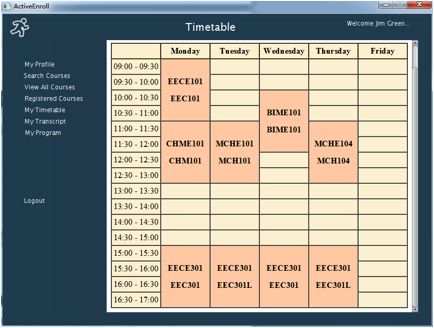 ActiveEnroll
Timetable
Welcome Jim Green...
My Profile
Search Courses
View All Courses
Registered Courses
My Timetable
My Transcript
My Program
Logout
Monday Tuesday Wednesday Thursday Friday
09:00 - 09:30
09:30 - 10:00 EECE101
10:00 - 10:30 EEC101
10:30 - 11:00 BIME101
11:00 - 11:30 BIME101
11:30 - 12:00 CHME101 MCHE101 MCHE104
12:00 - 12:30 CHM101 MCH101 MCH104
12:30 - 13:00
13:00 - 13:30
13:30 - 14:00
14:00 - 14:30
14:30 - 15:00
15:00 - 15:30
15:30 - 16:00 EECE301 EECE301 EECE301 EECE301
16:00 - 16:30 EEC301 EEC301L EEC301 EEC301L
16:30 - 17:00